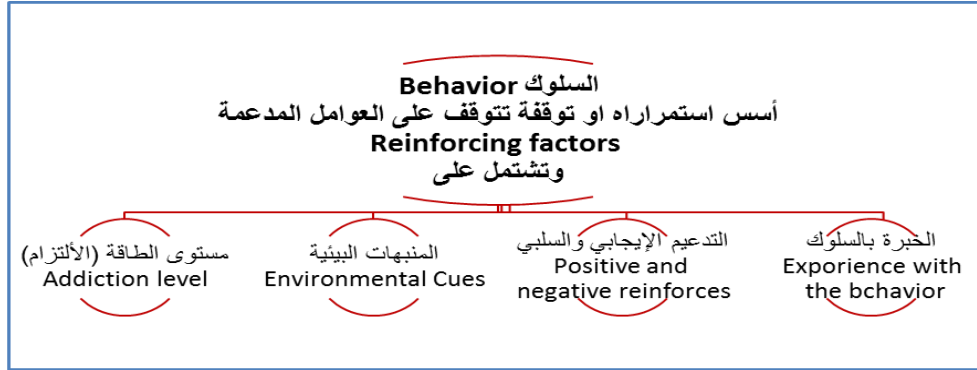 السلوك Behavior
أسس استمراراه او توقفة تتوقف على العوامل المدعمة
Reinforcing factors
وتشتمل على
الخبرة بالسلوك
Exporience with
the bchavior
التدعيم الإيجابي والسلبي
Positive and
negative reinforces
المنبهات البيئية
Environmental Cues
مستوى الطاقة (الألتزام)
Addiction level